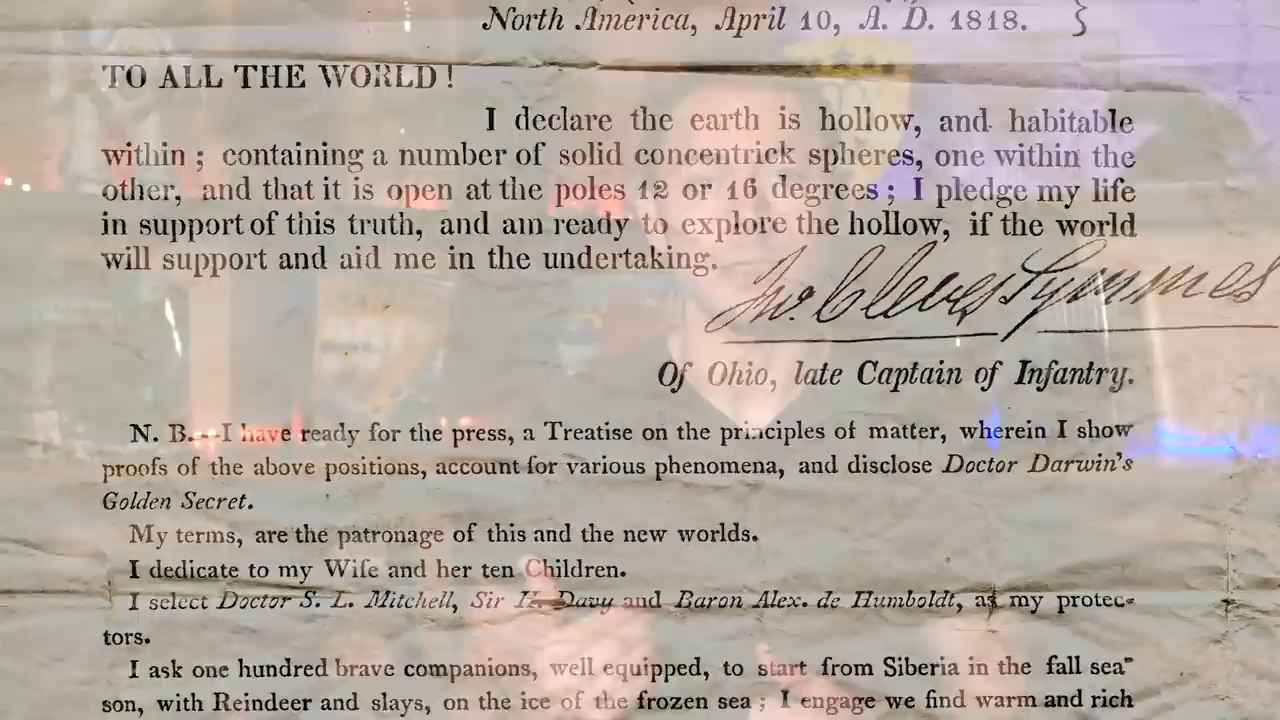 North America, April 10, A. D. 1818. }
TO ALL THE WORLD !
I declare the earth is hollow, and habitable
within ; containing a number of solid concentrick spheres, one within the
other, and that it is open at the poles 12 or 16 degrees ; I pledge my life
in support of this truth, and am ready to explore the hollow, if the world
will support and aid me in the undertaking.
Jno. Cleves Symmes
Of Ohio, late Captain of Infantry.
N. B.—I have ready for the press, a Treatise on the principles of matter, wherein I show
proofs of the above positions, account for various phenomena, and disclose Doctor Darwin's
Golden Secret.
My terms, are the patronage of this and the new worlds.
I dedicate to my Wife and her ten Children.
I select Doctor S. L. Mitchell, Sir H. Davy and Baron Alex. de Humboldt, as my protec-
tors.
I ask one hundred brave companions, well equipped, to start from Siberia in the fall sea-
son, with Reindeer and slays, on the ice of the frozen sea ; I engage we find warm and rich